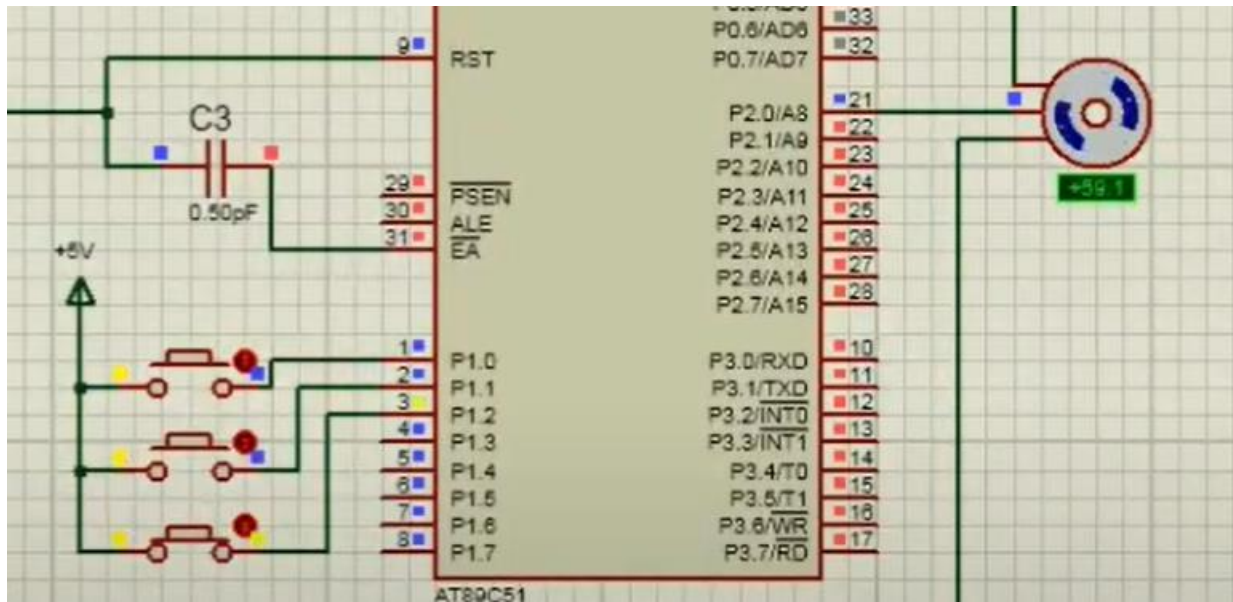 P0.6/AD6
33
P0.7/AD7
32
9
RST
C3
0.50pF
+5V
29
PSEN
30
ALE
31
EA
P2.0/A8
21
P2.1/A9
22
P2.2/A10
23
P2.3/A11
24
P2.4/A12
25
P2.5/A13
26
P2.6/A14
27
P2.7/A15
28
+59.1
1
P1.0
2
P1.1
3
P1.2
4
P1.3
5
P1.4
6
P1.5
7
P1.6
8
P1.7
P3.0/RXD
10
P3.1/TXD
11
P3.2/INT0
12
P3.3/INT1
13
P3.4/T0
14
P3.5/T1
15
P3.6/WR
16
P3.7/RD
17
AT89C51